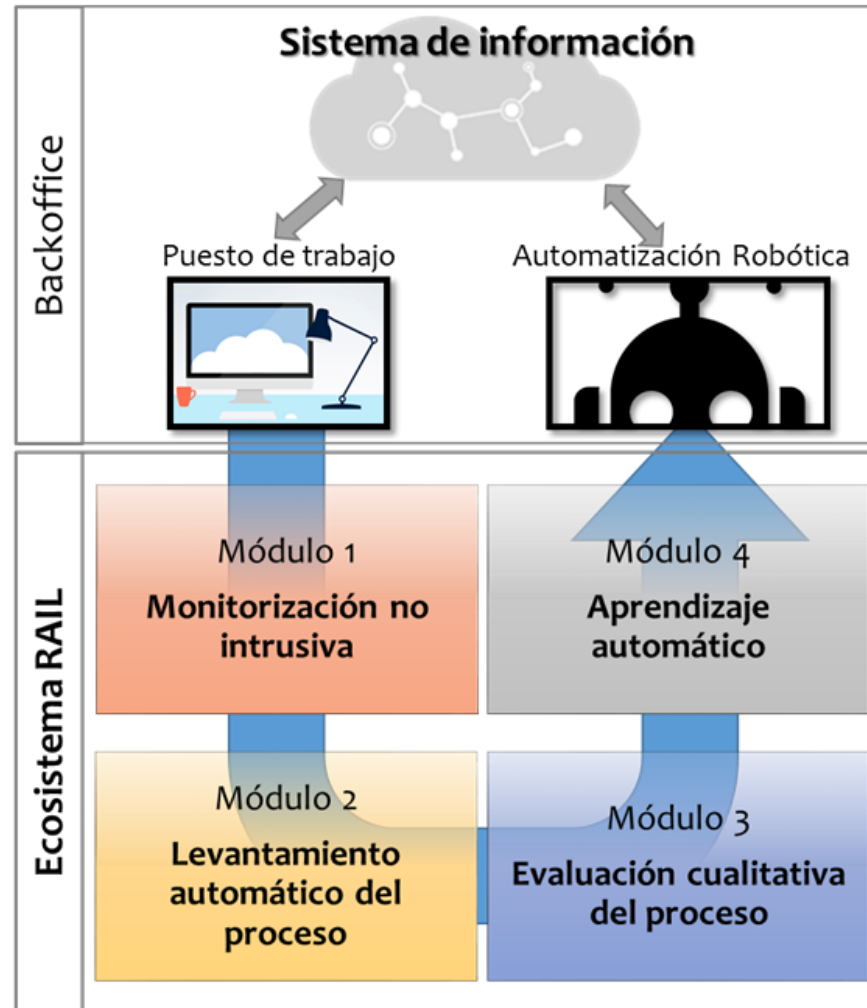 Sistema de información
Backoffice
Puesto de trabajo
Automatización Robótica
Ecosistema RAIL
Módulo 1
Monitorización no
intrusiva
Módulo 2
Levantamiento
automático del
proceso
Módulo 3
Evaluación cualitativa
del proceso
Módulo 4
Aprendizaje
automático